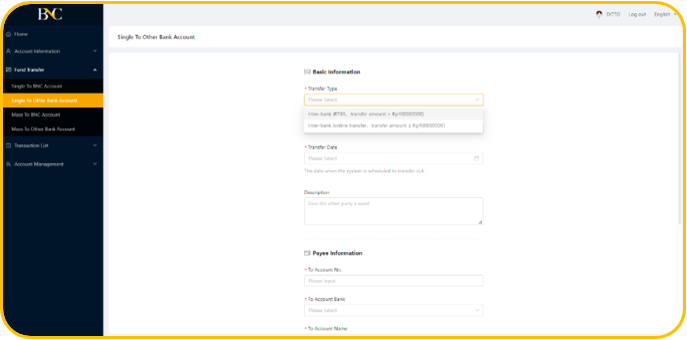 BNC
DITTO Log out English
Home
Account Information
Fund Transfer
Single To BNC Account
Single To Other Bank Account
Mass To BNC Account
Mass To Other Bank Account
Transaction List
Account Management
Single To Other Bank Account
Basic Information
* Transfer Type
Please Select
Inter-bank (RTGS, transfer amount >
Inter-bank (online transfer, transfer amount
* Transfer Date
Please Select
The date when the system is scheduled to transfer out
Description
Give the other party a word
Payee Information
* To Account No.
Please Input
* To Account Bank
Please Select
* To Account Name